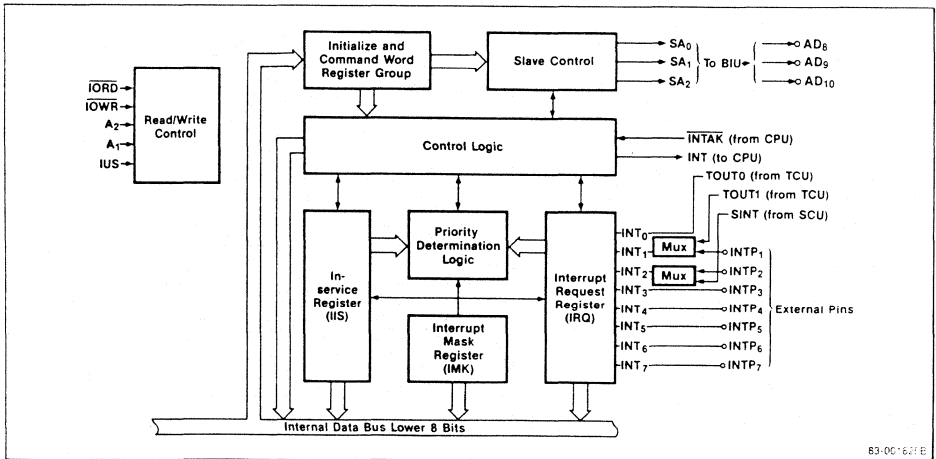 Initialize and
Command Word
Register Group
Slave Control
SA0
SA1
SA2
To BIU
AD8
AD9
AD10
IORD
IOWR
A2
A1
IUS
Read/Write
Control
Control Logic
INTAK (from CPU)
INT (to CPU)
TOUT0 (from TCU)
TOUT1 (from TCU)
SINT (from SCU)
In-
service
Register
(IIS)
Priority
Determination
Logic
Interrupt
Mask
Register
(IMK)
Interrupt
Request
Register
(IRQ)
INT0
INT1
Mux
INTP1
INT2
Mux
INTP2
INT3
INTP3
INT4
INTP4
INT5
INTP5
INT6
INTP6
INT7
INTP7
External Pins
Internal Data Bus Lower 8 Bits